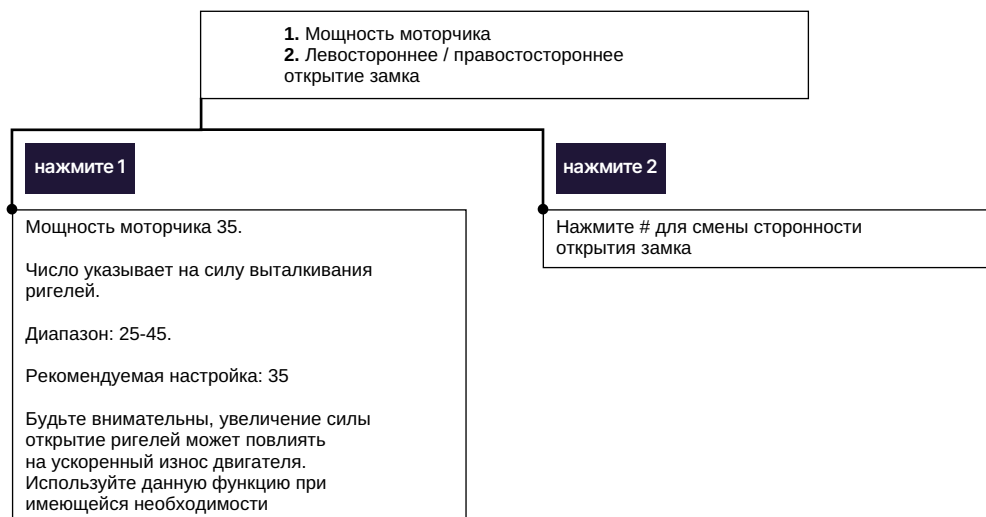 1. Мощность моторчика
2. Левостороннее / правостостороннее
открытие замка
нажмите 1
Мощность моторчика 35.
Число указывает на силу выталкивания
ригелей.
Диапазон: 25-45.
Рекомендуемая настройка: 35
Будьте внимательны, увеличение силы
открытие ригелей может повлиять
на ускоренный износ двигателя.
Используйте данную функцию при
имеющейся необходимости
нажмите 2
Нажмите # для смены сторонности
открытия замка